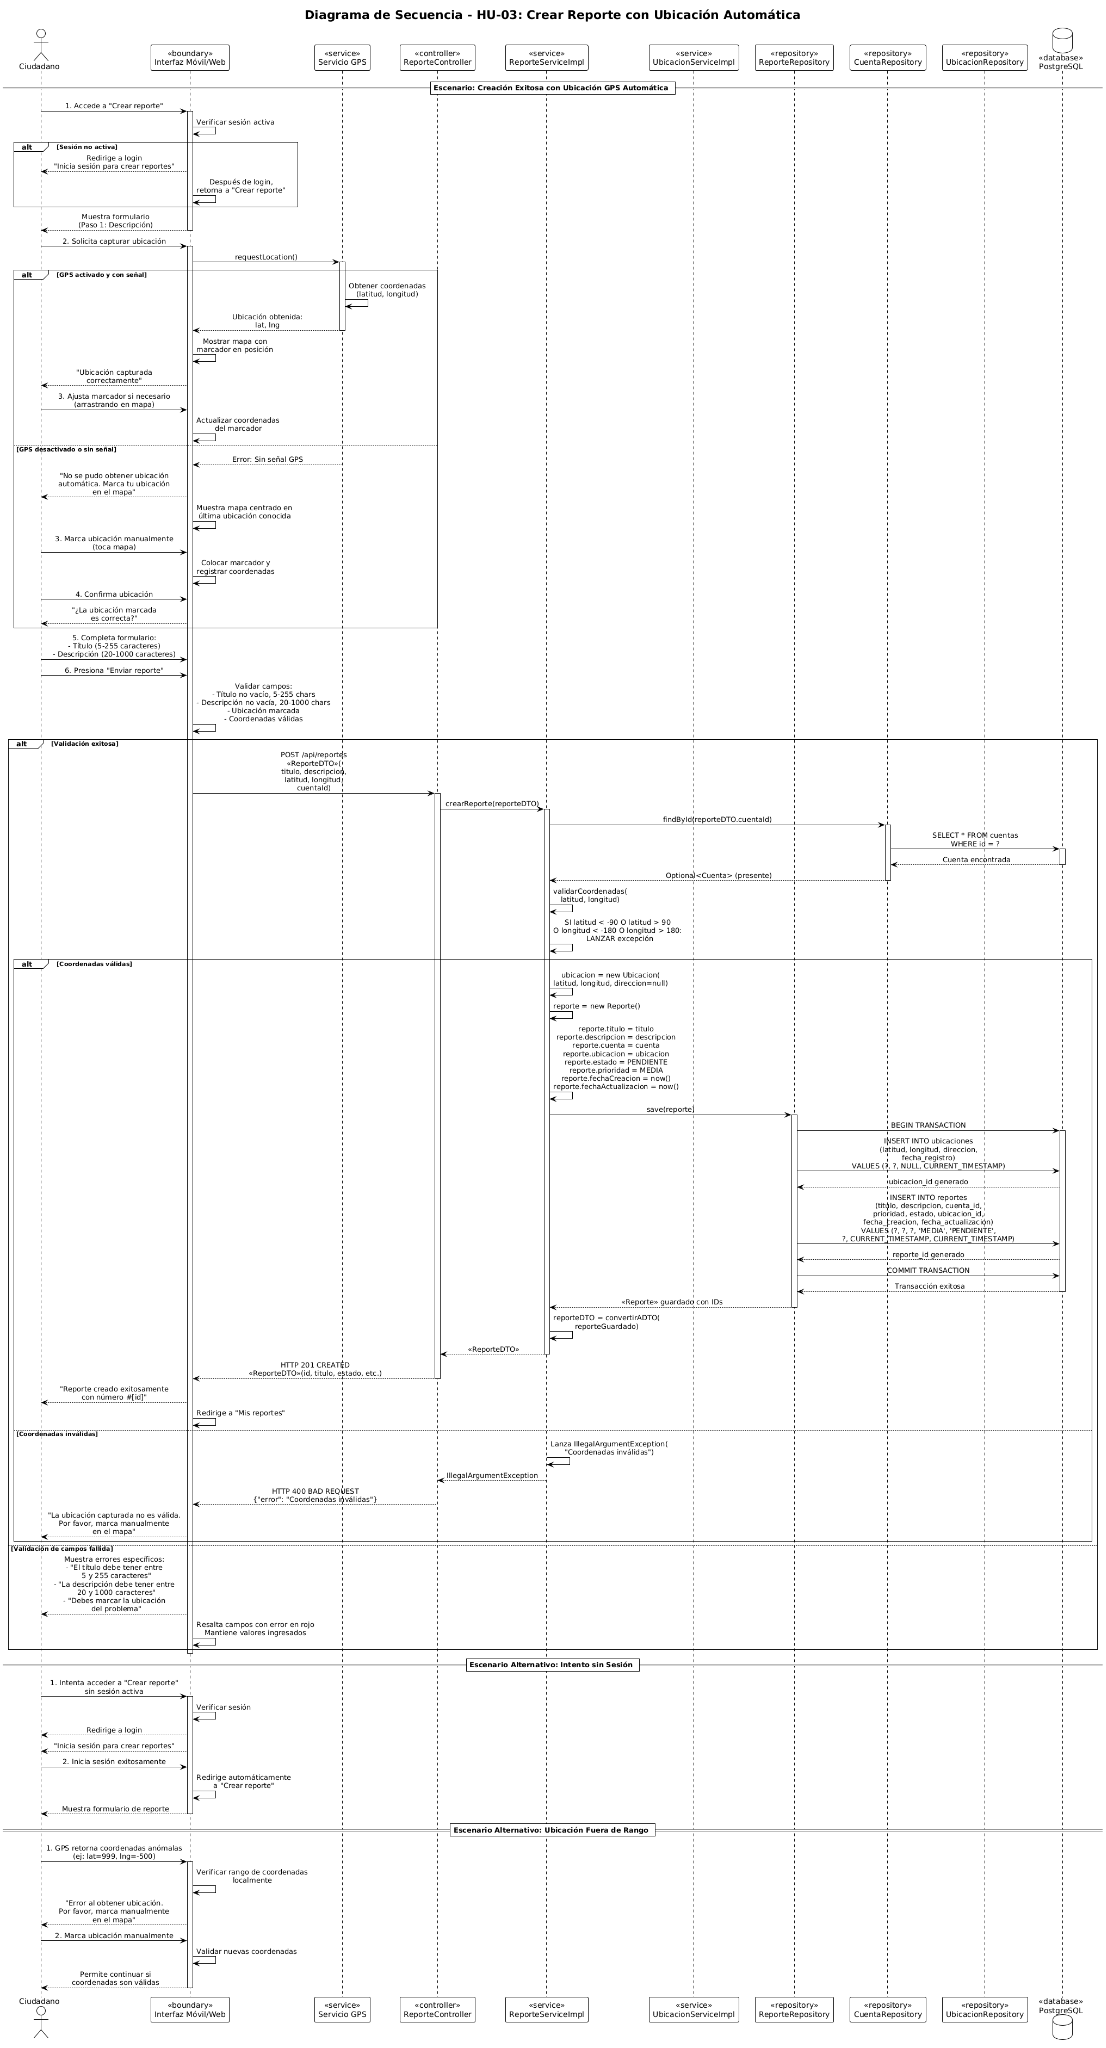 Diagrama de Secuencia - HU-03: Crear Reporte con Ubicación Automática
Ciudadano
«boundary»
Interfaz Móvil/Web
«service»
Servicio GPS
«controller»
ReporteController
«service»
ReporteServiceImpl
«service»
UbicacionServiceImpl
«repository»
ReporteRepository
«repository»
CuentaRepository
«repository»
UbicacionRepository
«database»
PostgreSQL
Escenario: Creación Exitosa con Ubicación GPS Automática
1. Accede a "Crear reporte"
Verificar sesión activa
alt [Sesión no activa]
Redirige a login
"Inicia sesión para crear reportes"
Después de login,
retorna a "Crear reporte"
Muestra formulario
(Paso 1: Descripción)
2. Solicita capturar ubicación
requestLocation()
alt [GPS activado y con señal]
Obtener coordenadas
(latitud, longitud)
Ubicación obtenida:
lat, lng
Mostrar mapa con
marcador en posición
"Ubicación capturada
correctamente"
3. Ajusta marcador si necesario
(arrastrando en mapa)
Actualizar coordenadas
del marcador
[GPS desactivado o sin señal]
Error: Sin señal GPS
"No se pudo obtener ubicación
automática. Marca tu ubicación
en el mapa"
Muestra mapa centrado en
última ubicación conocida
3. Marca ubicación manualmente
(toca mapa)
Colocar marcador y
registrar coordenadas
4. Confirma ubicación
"¿La ubicación marcada
es correcta?"
5. Completa formulario:
- Título (5-255 caracteres)
- Descripción (20-1000 caracteres)
6. Presiona "Enviar reporte"
Validar campos:
- Título no vacío, 5-255 chars
- Descripción no vacía, 20-1000 chars
- Ubicación marcada
- Coordenadas válidas
alt [Validación exitosa]
POST /api/reportes
«ReporteDTO»(
titulo, descripcion,
latitud, longitud,
cuentaId)
crearReporte(reporteDTO)
findById(reporteDTO.cuentaId)
SELECT * FROM cuentas
WHERE id = ?
Cuenta encontrada
Optional<Cuenta> (presente)
validarCoordenadas(
latitud, longitud)
SI latitud < -90 O latitud > 90
O longitud < -180 O longitud > 180:
LANZAR excepción
alt [Coordenadas válidas]
ubicacion = new Ubicacion(
latitud, longitud, direccion=null)
reporte = new Reporte()
reporte.titulo = titulo
reporte.descripcion = descripcion
reporte.cuenta = cuenta
reporte.ubicacion = ubicacion
reporte.estado = PENDIENTE
reporte.prioridad = MEDIA
reporte.fechaCreacion = now()
reporte.fechaActualizacion = now()
save(reporte)
BEGIN TRANSACTION
INSERT INTO ubicaciones
(latitud, longitud, direccion,
fecha_registro)
VALUES (?, ?, NULL, CURRENT_TIMESTAMP)
ubicacion_id generado
INSERT INTO reportes
(titulo, descripcion, cuenta_id,
prioridad, estado, ubicacion_id,
fecha_creacion, fecha_actualizacion)
VALUES (?, ?, ?, 'MEDIA', 'PENDIENTE',
?, CURRENT_TIMESTAMP, CURRENT_TIMESTAMP)
reporte_id generado
COMMIT TRANSACTION
Transacción exitosa
«Reporte» guardado con IDs
reporteDTO = convertirADTO(
reporteGuardado)
«ReporteDTO»
HTTP 201 CREATED
«ReporteDTO»(id, titulo, estado, etc.)
"Reporte creado exitosamente
con número #[id]"
Redirige a "Mis reportes"
[Coordenadas inválidas]
Lanza IllegalArgumentException(
"Coordenadas inválidas")
IllegalArgumentException
HTTP 400 BAD REQUEST
{"error": "Coordenadas inválidas"}
"La ubicación capturada no es válida.
Por favor, marca manualmente
en el mapa"
[Validación de campos fallida]
Muestra errores específicos:
- "El título debe tener entre
5 y 255 caracteres"
- "La descripción debe tener entre
20 y 1000 caracteres"
- "Debes marcar la ubicación
del problema"
Resalta campos con error en rojo
Mantiene valores ingresados
Escenario Alternativo: Intento sin Sesión
1. Intenta acceder a "Crear reporte"
sin sesión activa
Verificar sesión
Redirige a login
"Inicia sesión para crear reportes"
2. Inicia sesión exitosamente
Redirige automáticamente
a "Crear reporte"
Muestra formulario de reporte
Escenario Alternativo: Ubicación Fuera de Rango
1. GPS retorna coordenadas anómalas
(ej: lat=999, lng=-500)
Verificar rango de coordenadas
localmente
"Error al obtener ubicación.
Por favor, marca manualmente
en el mapa"
2. Marca ubicación manualmente
Validar nuevas coordenadas
Permite continuar si
coordenadas son válidas
Ciudadano
«boundary»
Interfaz Móvil/Web
«service»
Servicio GPS
«controller»
ReporteController
«service»
ReporteServiceImpl
«service»
UbicacionServiceImpl
«repository»
ReporteRepository
«repository»
CuentaRepository
«repository»
UbicacionRepository
«database»
PostgreSQL